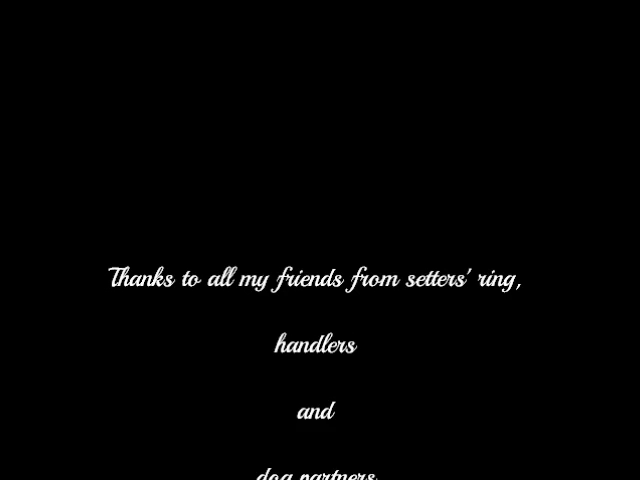 Thanks to all my friends from setters' ring,
handlers
and
dog partners